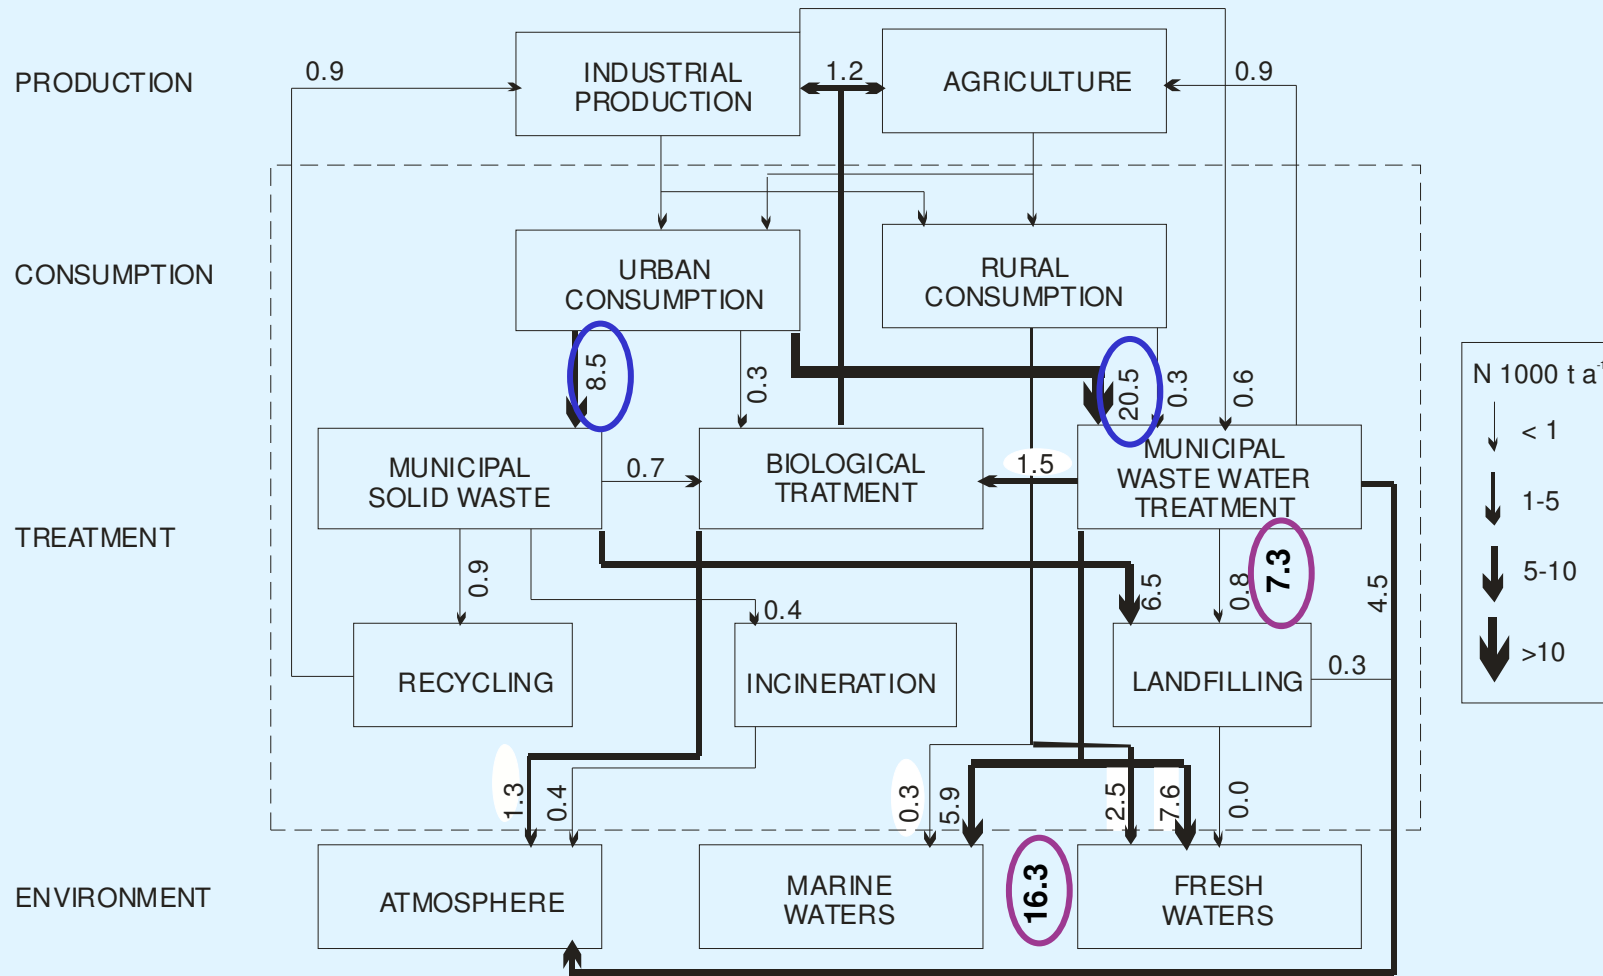 PRODUCTION
0.9
INDUSTRIAL
PRODUCTION
1.2
AGRICULTURE
0.9
CONSUMPTION
URBAN
CONSUMPTION
RURAL
CONSUMPTION
8.5
0.3
20.5
0.3
0.6
N 1000 t a⁻
< 1
1-5
5-10
>10
TREATMENT
MUNICIPAL
SOLID WASTE
0.7
BIOLOGICAL
TRATMENT
1.5
MUNICIPAL
WASTE WATER
TREATMENT
0.9
0.4
6.5
0.8
7.3
4.5
RECYCLING
INCINERATION
LANDFILLING
0.3
1.3
0.4
0.3
5.9
2.5
7.6
0.0
ENVIRONMENT
ATMOSPHERE
MARINE
WATERS
16.3
FRESH
WATERS